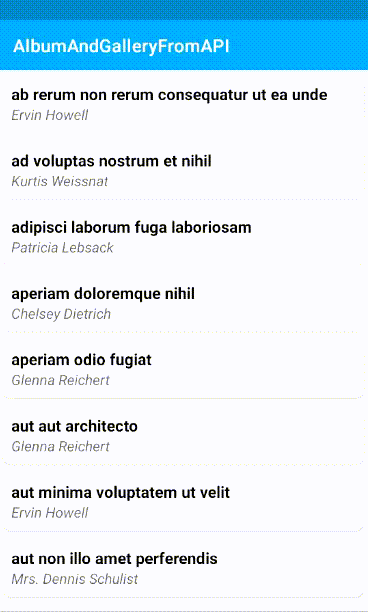 AlbumAndGalleryFromAPI
ab rerum non rerum consequatur ut ea unde
Ervin Howell
ad voluptas nostrum et nihil
Kurtis Weissnat
adipisci laborum fuga laboriosam
Patricia Lebsack
aperiam doloremque nihil
Chelsey Dietrich
aperiam odio fugiat
Glenna Reichert
aut aut architecto
Glenna Reichert
aut minima voluptatem ut velit
Ervin Howell
aut non illo amet perferendis
Mrs. Dennis Schulist